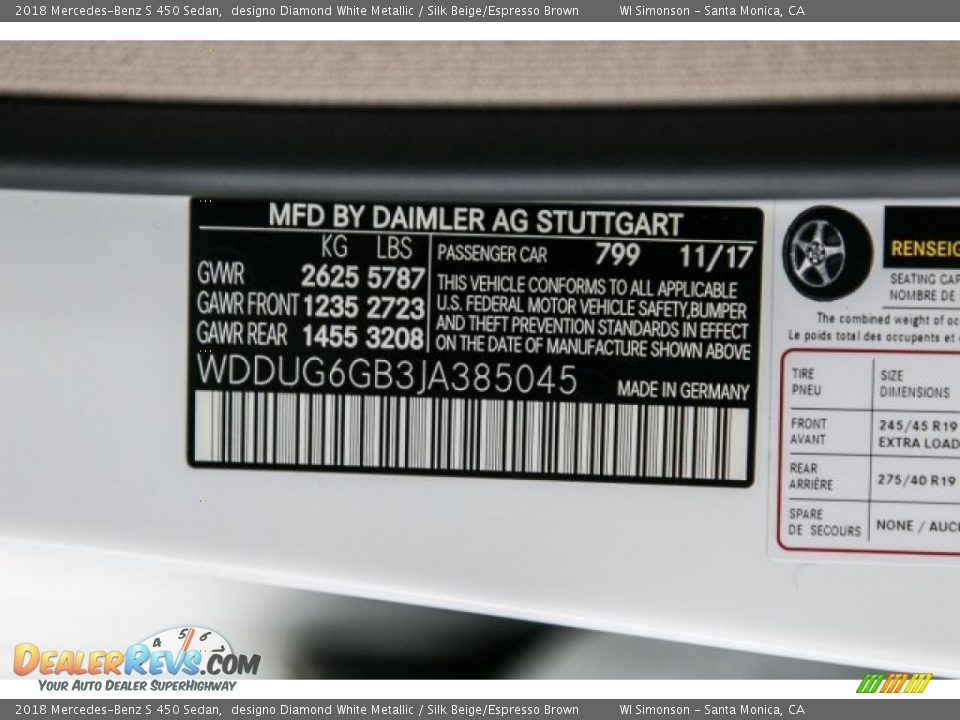 2018 Mercedes-Benz S 450 Sedan,  designo Diamond White Metallic / Silk Beige/Espresso Brown    WI Simonson - Santa Monica, CA
MFD BY DAIMLER AG STUTTGART
KG LBS
GVWR 2625 5787
GAWR FRONT 1235 2723
GAWR REAR 1455 3208
PASSENGER CAR 799 11/17
THIS VEHICLE CONFORMS TO ALL APPLICABLE
U.S. FEDERAL MOTOR VEHICLE SAFETY,BUMPER
AND THEFT PREVENTION STANDARDS IN EFFECT
ON THE DATE OF MANUFACTURE SHOWN ABOVE
WDDUG6GB3JA385045 MADE IN GERMANY
RENSEIG
SEATING CAP
NOMBRE DE
The combined weight of oc
Le poids total des occupants et
TIRE SIZE
PNEU DIMENSIONS
FRONT 245/45 R19
AVANT EXTRA LOAD
REAR
ARRIÈRE 275/40 R19
SPARE
DE SECOURS NONE / AUC
4 5 6
DEALERREVS.COM
YOUR AUTO DEALER SUPERHIGHWAY
2018 Mercedes-Benz S 450 Sedan,  designo Diamond White Metallic / Silk Beige/Espresso Brown    WI Simonson - Santa Monica, CA